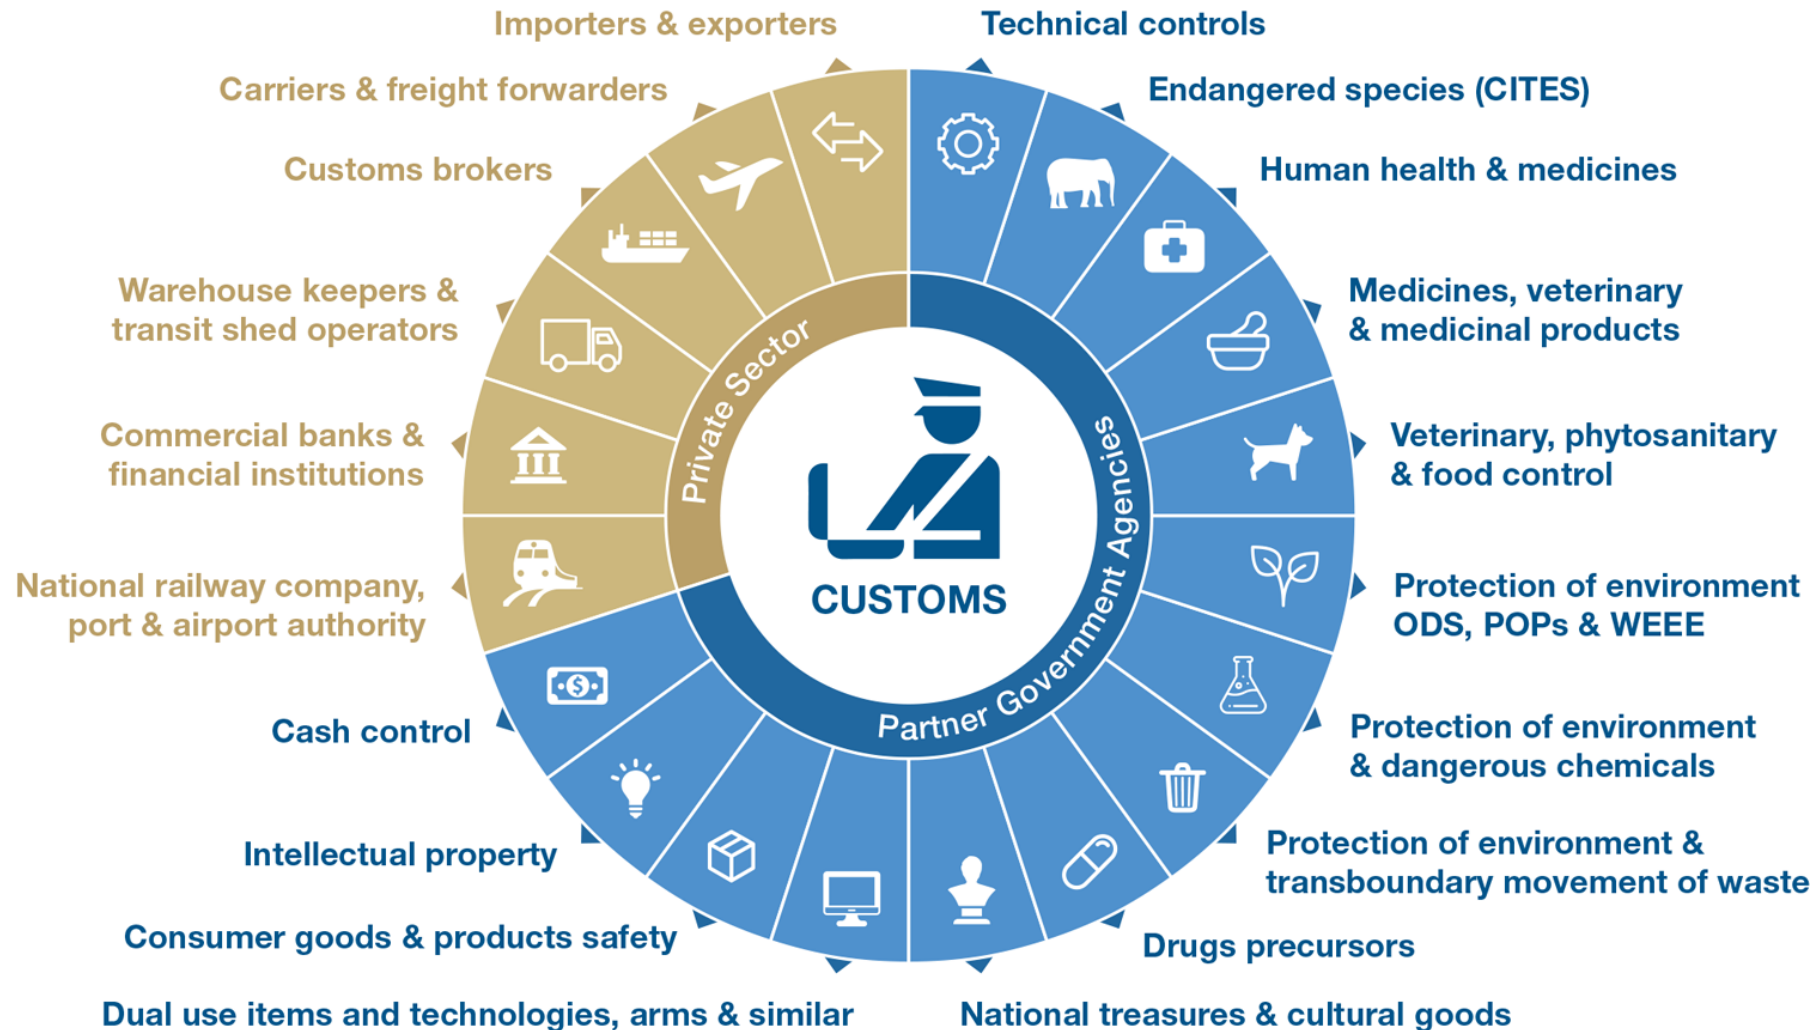 Importers & exporters
Technical controls
Carriers & freight forwarders
Endangered species (CITES)
Customs brokers
Human health & medicines
Warehouse keepers &
transit shed operators
Medicines, veterinary
& medicinal products
Commercial banks &
financial institutions
Veterinary, phytosanitary
& food control
National railway company,
port & airport authority
Protection of environment
ODS, POPs & WEEE
Cash control
Protection of environment
& dangerous chemicals
Intellectual property
Protection of environment &
transboundary movement of waste
Consumer goods & products safety
Drugs precursors
Dual use items and technologies, arms & similar
National treasures & cultural goods
Private Sector
Partner Government Agencies
CUSTOMS
$